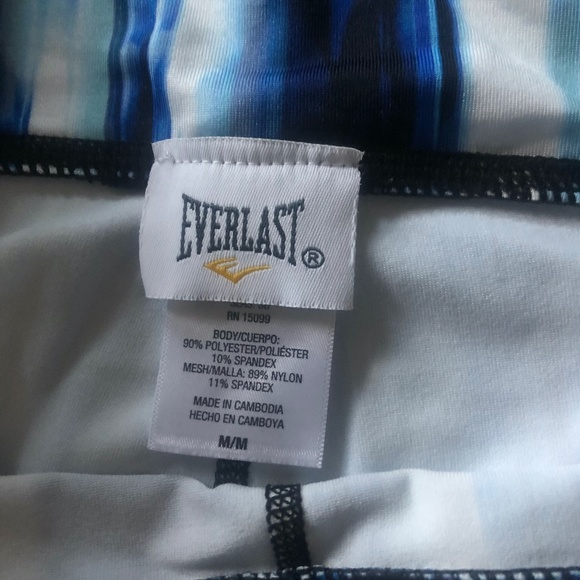 EVERLAST®
RN 15099
BODY/CUERPO:
90% POLYESTER/POLIÉSTER
10% SPANDEX
MESH/MALLA: 89% NYLON
11% SPANDEX
MADE IN CAMBODIA
HECHO EN CAMBOYA
M/M